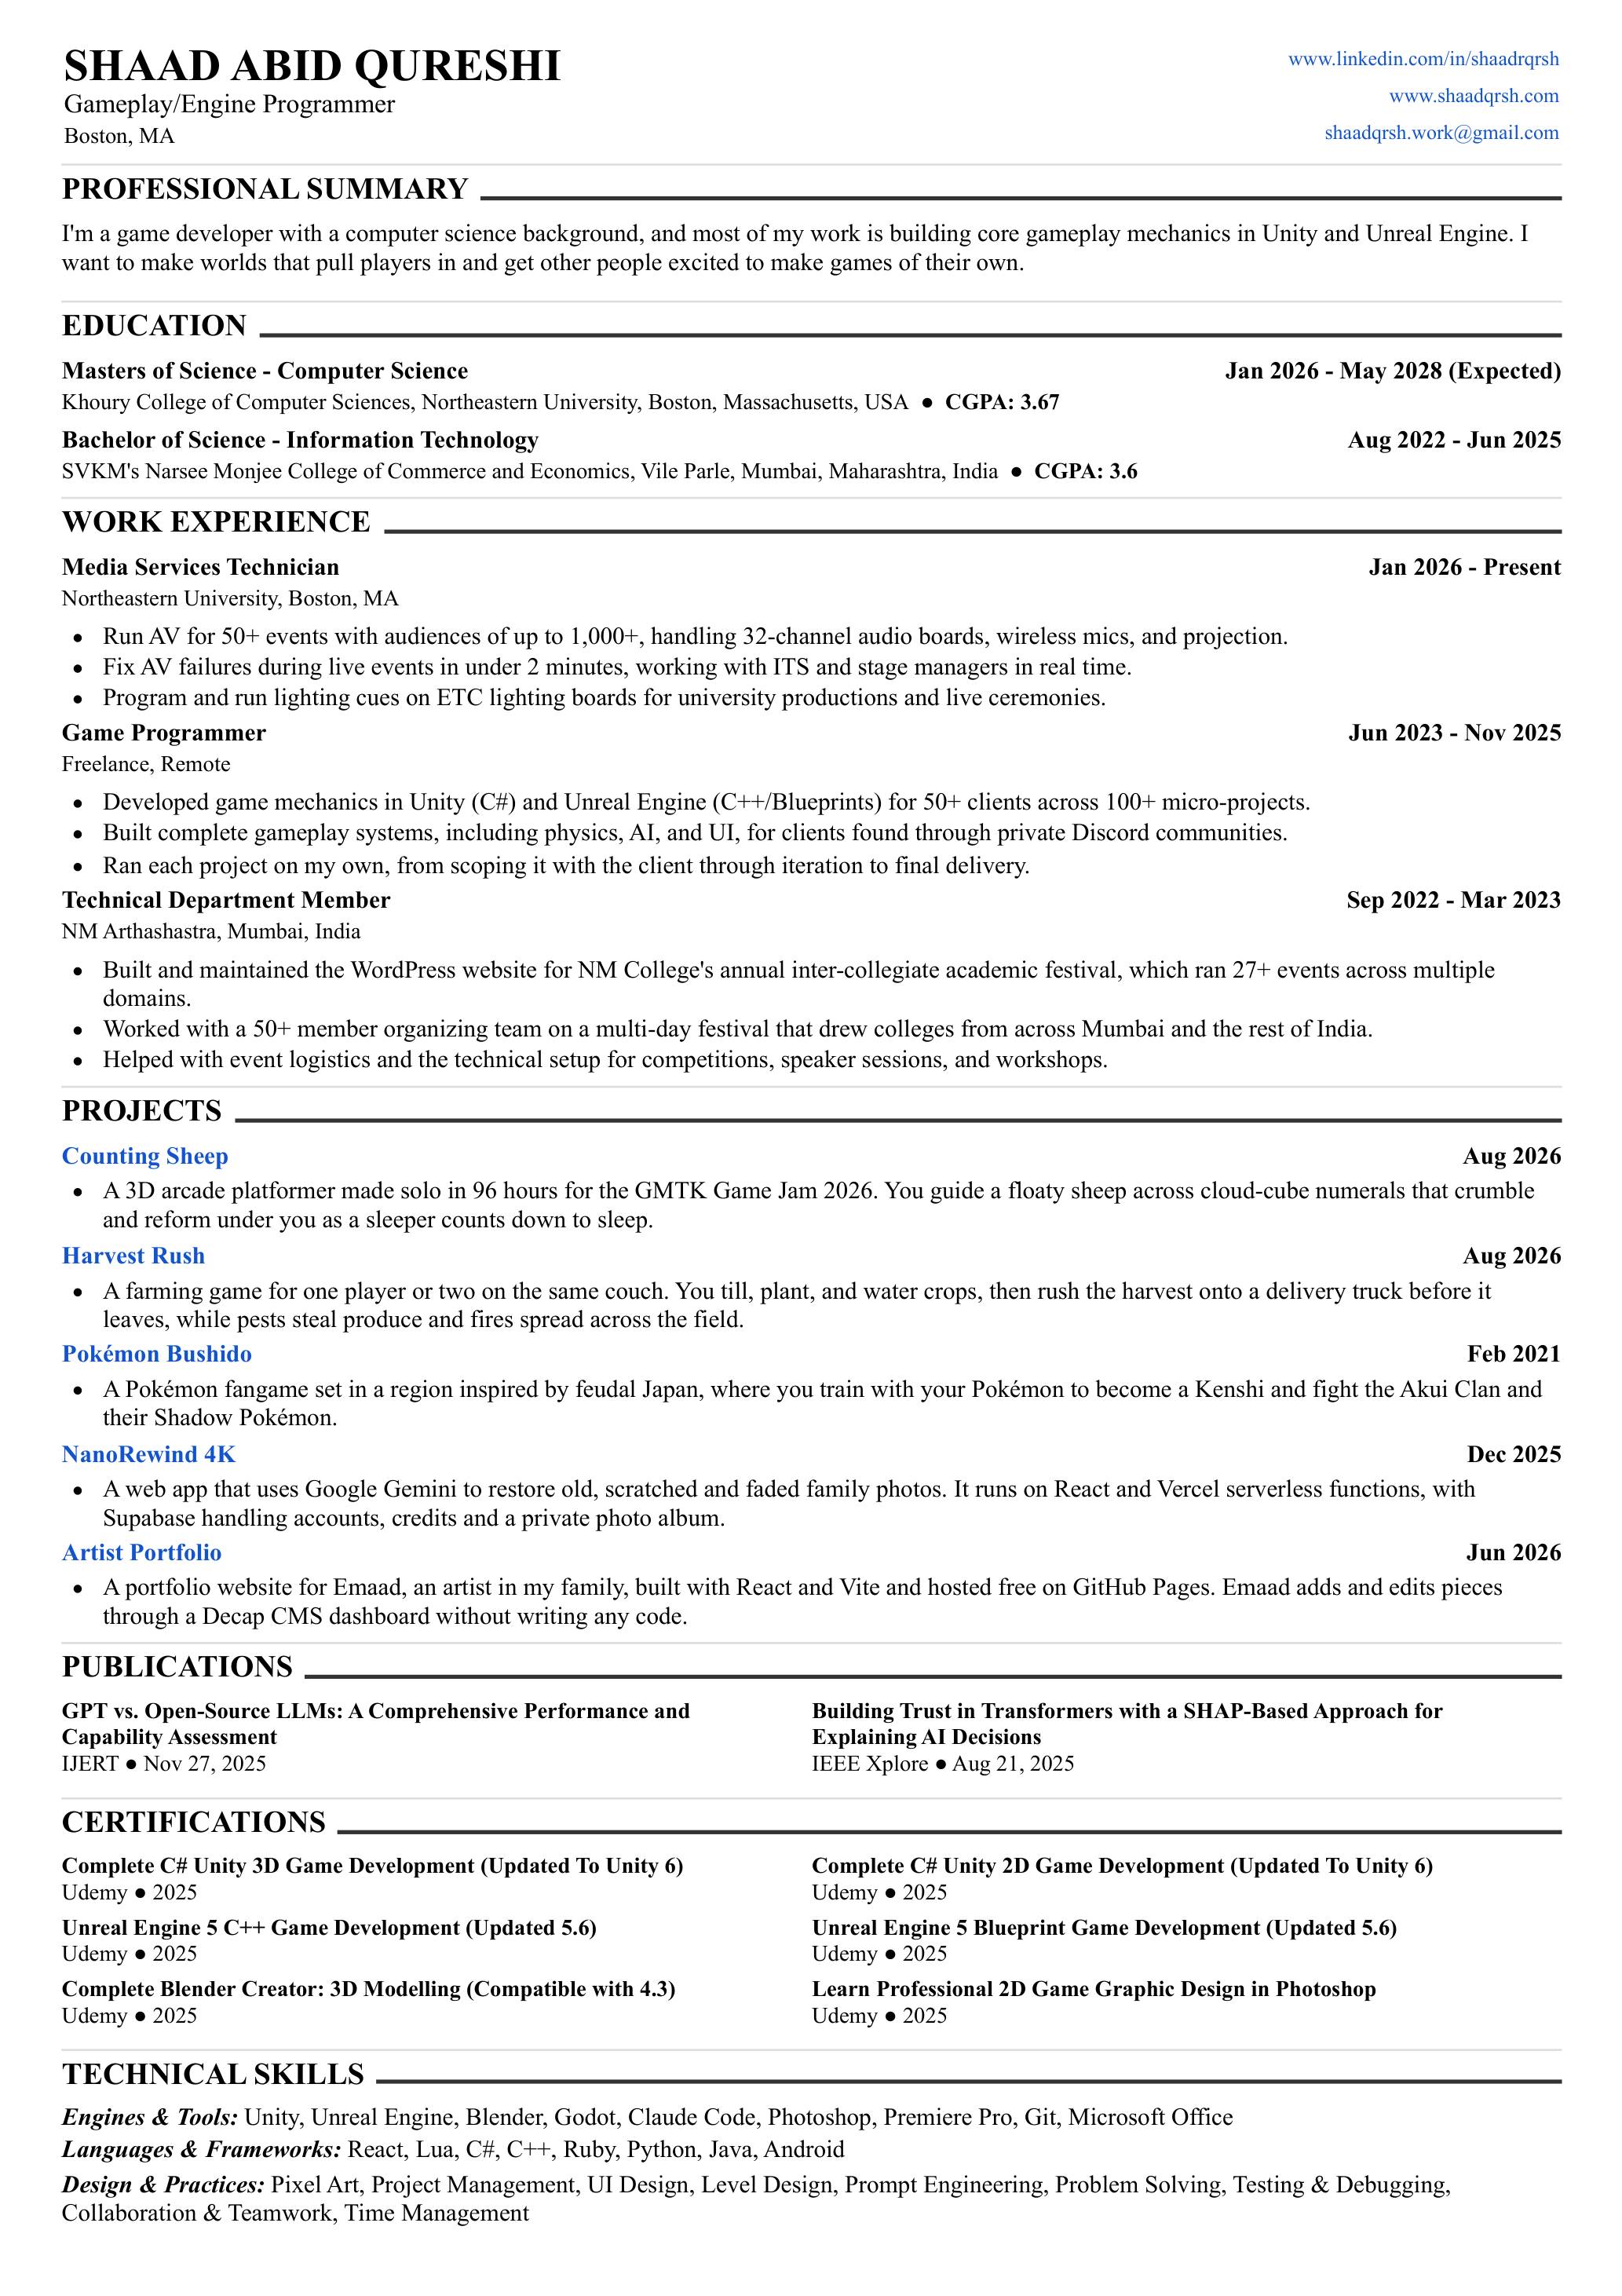 SHAAD ABID QURESHI
Gameplay/Engine Programmer
Boston, MA
www.linkedin.com/in/shaadrqrsh
www.shaadqrsh.com
shaadqrsh.work@gmail.com
PROFESSIONAL SUMMARY
I'm a game developer with a computer science background, and most of my work is building core gameplay mechanics in Unity and Unreal Engine. I
want to make worlds that pull players in and get other people excited to make games of their own.
EDUCATION
Masters of Science - Computer Science Jan 2026 - May 2028 (Expected)
Khoury College of Computer Sciences, Northeastern University, Boston, Massachusetts, USA ● CGPA: 3.67
Bachelor of Science - Information Technology Aug 2022 - Jun 2025
SVKM's Narsee Monjee College of Commerce and Economics, Vile Parle, Mumbai, Maharashtra, India ● CGPA: 3.6
WORK EXPERIENCE
Media Services Technician Jan 2026 - Present
Northeastern University, Boston, MA
● Run AV for 50+ events with audiences of up to 1,000+, handling 32-channel audio boards, wireless mics, and projection.
● Fix AV failures during live events in under 2 minutes, working with ITS and stage managers in real time.
● Program and run lighting cues on ETC lighting boards for university productions and live ceremonies.
Game Programmer Jun 2023 - Nov 2025
Freelance, Remote
● Developed game mechanics in Unity (C#) and Unreal Engine (C++/Blueprints) for 50+ clients across 100+ micro-projects.
● Built complete gameplay systems, including physics, AI, and UI, for clients found through private Discord communities.
● Ran each project on my own, from scoping it with the client through iteration to final delivery.
Technical Department Member Sep 2022 - Mar 2023
NM Arthashastra, Mumbai, India
● Built and maintained the WordPress website for NM College's annual inter-collegiate academic festival, which ran 27+ events across multiple
domains.
● Worked with a 50+ member organizing team on a multi-day festival that drew colleges from across Mumbai and the rest of India.
● Helped with event logistics and the technical setup for competitions, speaker sessions, and workshops.
PROJECTS
Counting Sheep Aug 2026
● A 3D arcade platformer made solo in 96 hours for the GMTK Game Jam 2026. You guide a floaty sheep across cloud-cube numerals that crumble
and reform under you as a sleeper counts down to sleep.
Harvest Rush Aug 2026
● A farming game for one player or two on the same couch. You till, plant, and water crops, then rush the harvest onto a delivery truck before it
leaves, while pests steal produce and fires spread across the field.
Pokémon Bushido Feb 2021
● A Pokémon fangame set in a region inspired by feudal Japan, where you train with your Pokémon to become a Kenshi and fight the Akui Clan and
their Shadow Pokémon.
NanoRewind 4K Dec 2025
● A web app that uses Google Gemini to restore old, scratched and faded family photos. It runs on React and Vercel serverless functions, with
Supabase handling accounts, credits and a private photo album.
Artist Portfolio Jun 2026
● A portfolio website for Emaad, an artist in my family, built with React and Vite and hosted free on GitHub Pages. Emaad adds and edits pieces
through a Decap CMS dashboard without writing any code.
PUBLICATIONS
GPT vs. Open-Source LLMs: A Comprehensive Performance and
Capability Assessment
IJERT ● Nov 27, 2025
Building Trust in Transformers with a SHAP-Based Approach for
Explaining AI Decisions
IEEE Xplore ● Aug 21, 2025
CERTIFICATIONS
Complete C# Unity 3D Game Development (Updated To Unity 6)
Udemy ● 2025
Complete C# Unity 2D Game Development (Updated To Unity 6)
Udemy ● 2025
Unreal Engine 5 C++ Game Development (Updated 5.6)
Udemy ● 2025
Unreal Engine 5 Blueprint Game Development (Updated 5.6)
Udemy ● 2025
Complete Blender Creator: 3D Modelling (Compatible with 4.3)
Udemy ● 2025
Learn Professional 2D Game Graphic Design in Photoshop
Udemy ● 2025
TECHNICAL SKILLS
Engines & Tools: Unity, Unreal Engine, Blender, Godot, Claude Code, Photoshop, Premiere Pro, Git, Microsoft Office
Languages & Frameworks: React, Lua, C#, C++, Ruby, Python, Java, Android
Design & Practices: Pixel Art, Project Management, UI Design, Level Design, Prompt Engineering, Problem Solving, Testing & Debugging,
Collaboration & Teamwork, Time Management